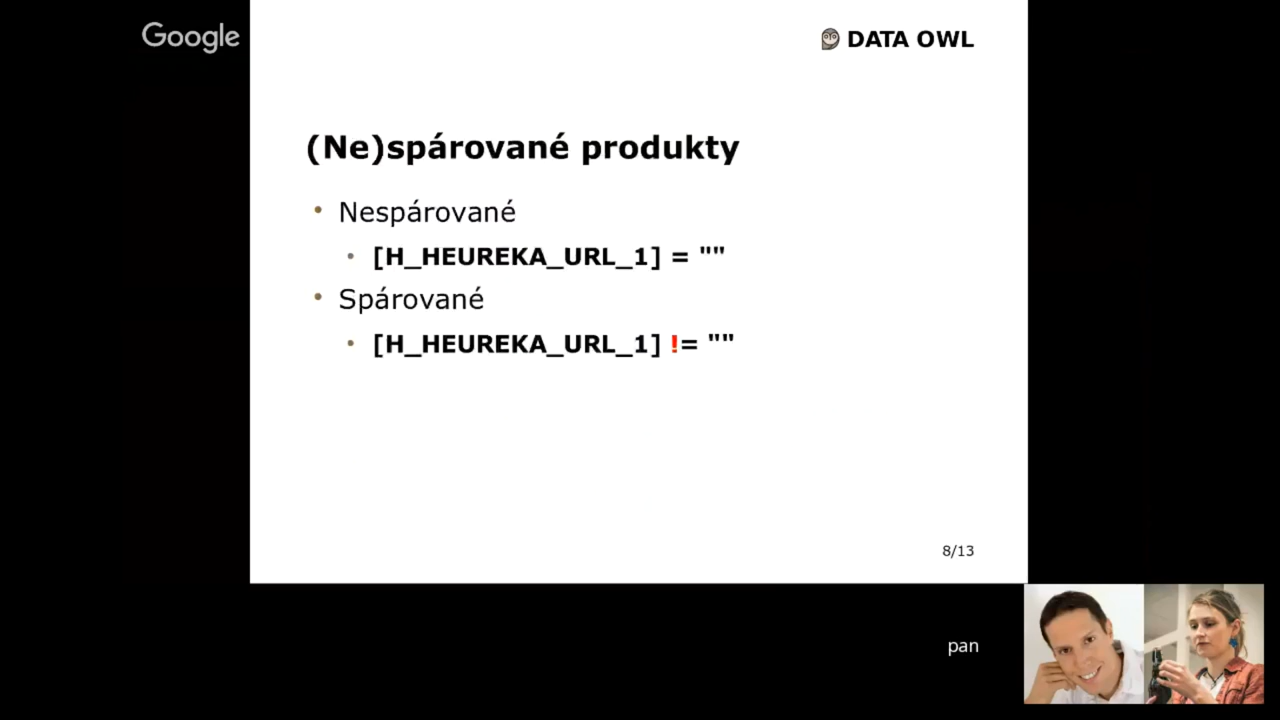 Google
DATA OWL
(Ne)spárované produkty
• Nespárované
• [H_HEUREKA_URL_1] = ""
• Spárované
• [H_HEUREKA_URL_1] != ""
8/13
pan